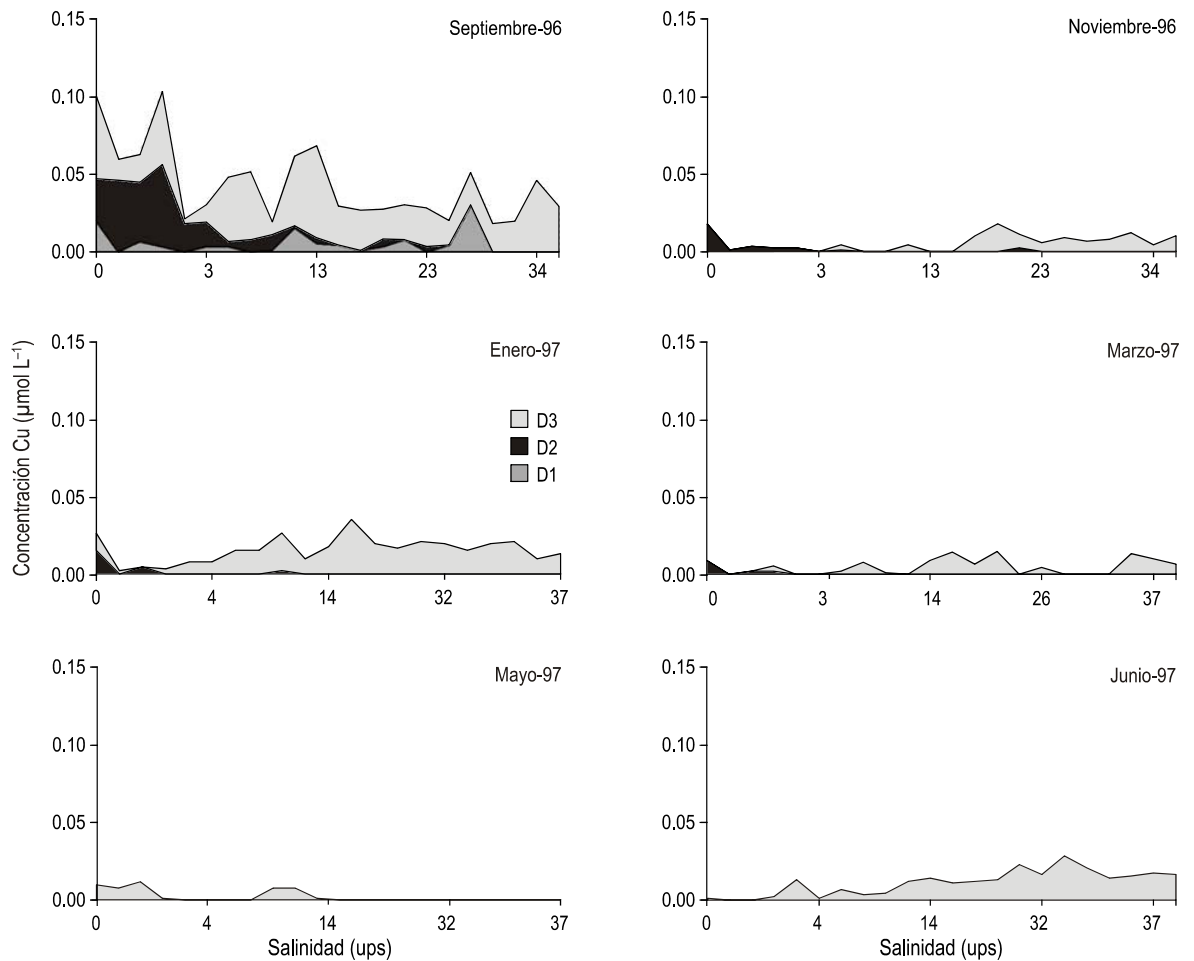 Concentración Cu (µmol L⁻¹)
Septiembre-96
0.15
0.10
0.05
0.00
0 3 13 23 34
Noviembre-96
0.15
0.10
0.05
0.00
0 3 13 23 34
Enero-97
0.15
0.10
0.05
0.00
D3
D2
D1
0 4 14 32 37
Marzo-97
0.15
0.10
0.05
0.00
0 3 14 26 37
Mayo-97
0.15
0.10
0.05
0.00
0 4 14 32 37
Salinidad (ups)
Junio-97
0.15
0.10
0.05
0.00
0 4 14 32 37
Salinidad (ups)